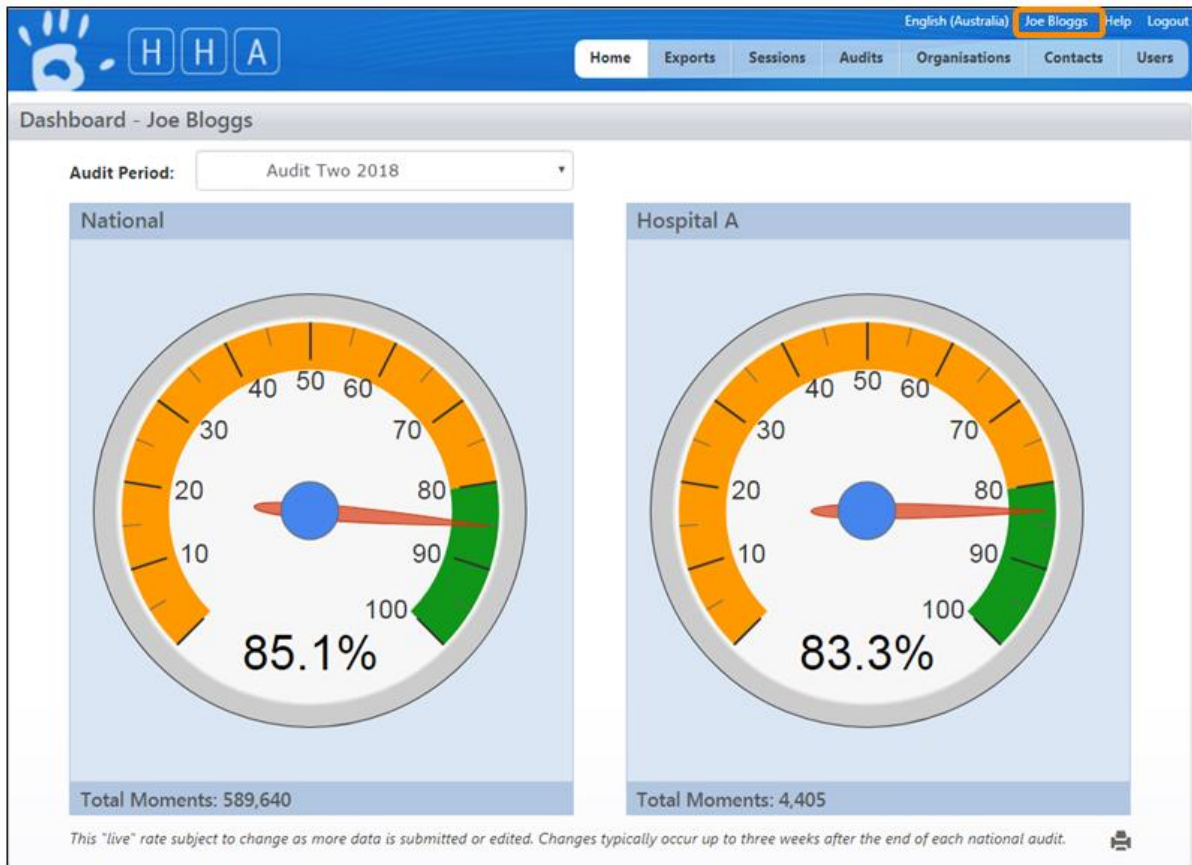 English (Australia) Joe Bloggs Help Logout
H H A
Home Exports Sessions Audits Organisations Contacts Users
Dashboard - Joe Bloggs
Audit Period: Audit Two 2018
National
10 20 30 40 50 60 70 80 90 100
85.1%
Total Moments: 589,640
Hospital A
10 20 30 40 50 60 70 80 90 100
83.3%
Total Moments: 4,405
This "live" rate subject to change as more data is submitted or edited. Changes typically occur up to three weeks after the end of each national audit.